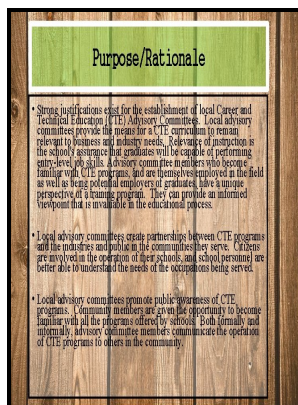 Purpose/Rationale
• Strong justifications exist for the establishment of local Career and
Technical Education (CTE) Advisory Committees. Local advisory
committees provide the means for a CTE curriculum to remain
relevant to business and industry needs. Relevance of instruction is
the school's assurance that graduates will be capable of performing
entry-level job skills. Advisory committee members who become
familiar with CTE programs, and are themselves employed in the field
as well as being potential employers of graduates, have a unique
perspective of a training program. They can provide an informed
viewpoint that is invaluable in the educational process.
• Local advisory committees create partnerships between CTE programs
and the industries and public in the communities they serve. Citizens
are involved in the operation of their schools, and school personnel are
better able to understand the needs of the occupations being served.
• Local advisory committees promote public awareness of CTE
programs. Community members are given the opportunity to become
familiar with all the programs offered by schools. Both formally and
informally, advisory committee members communicate the operation
of CTE programs to others in the community.